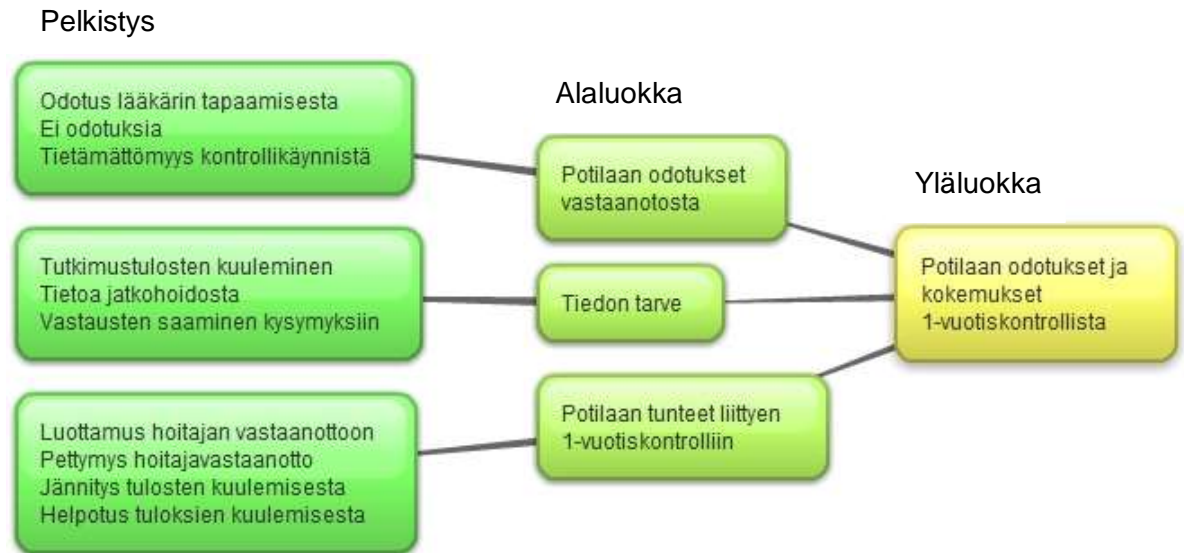 Pelkistys
Odotus lääkärin tapaamisesta
Ei odotuksia
Tietämättömyys kontrollikäynnistä
Tutkimustulosten kuuleminen
Tietoa jatkohoidosta
Vastausten saaminen kysymyksiin
Luottamus hoitajan vastaanottoon
Pettymys hoitajavastaanotto
Jännitys tulosten kuulemisesta
Helpotus tuloksien kuulemisesta
Alaluokka
Potilaan odotukset
vastaanotosta
Tiedon tarve
Potilaan tunteet liittyen
1-vuotiskontrolliin
Yläluokka
Potilaan odotukset ja
kokemukset
1-vuotiskontrollista